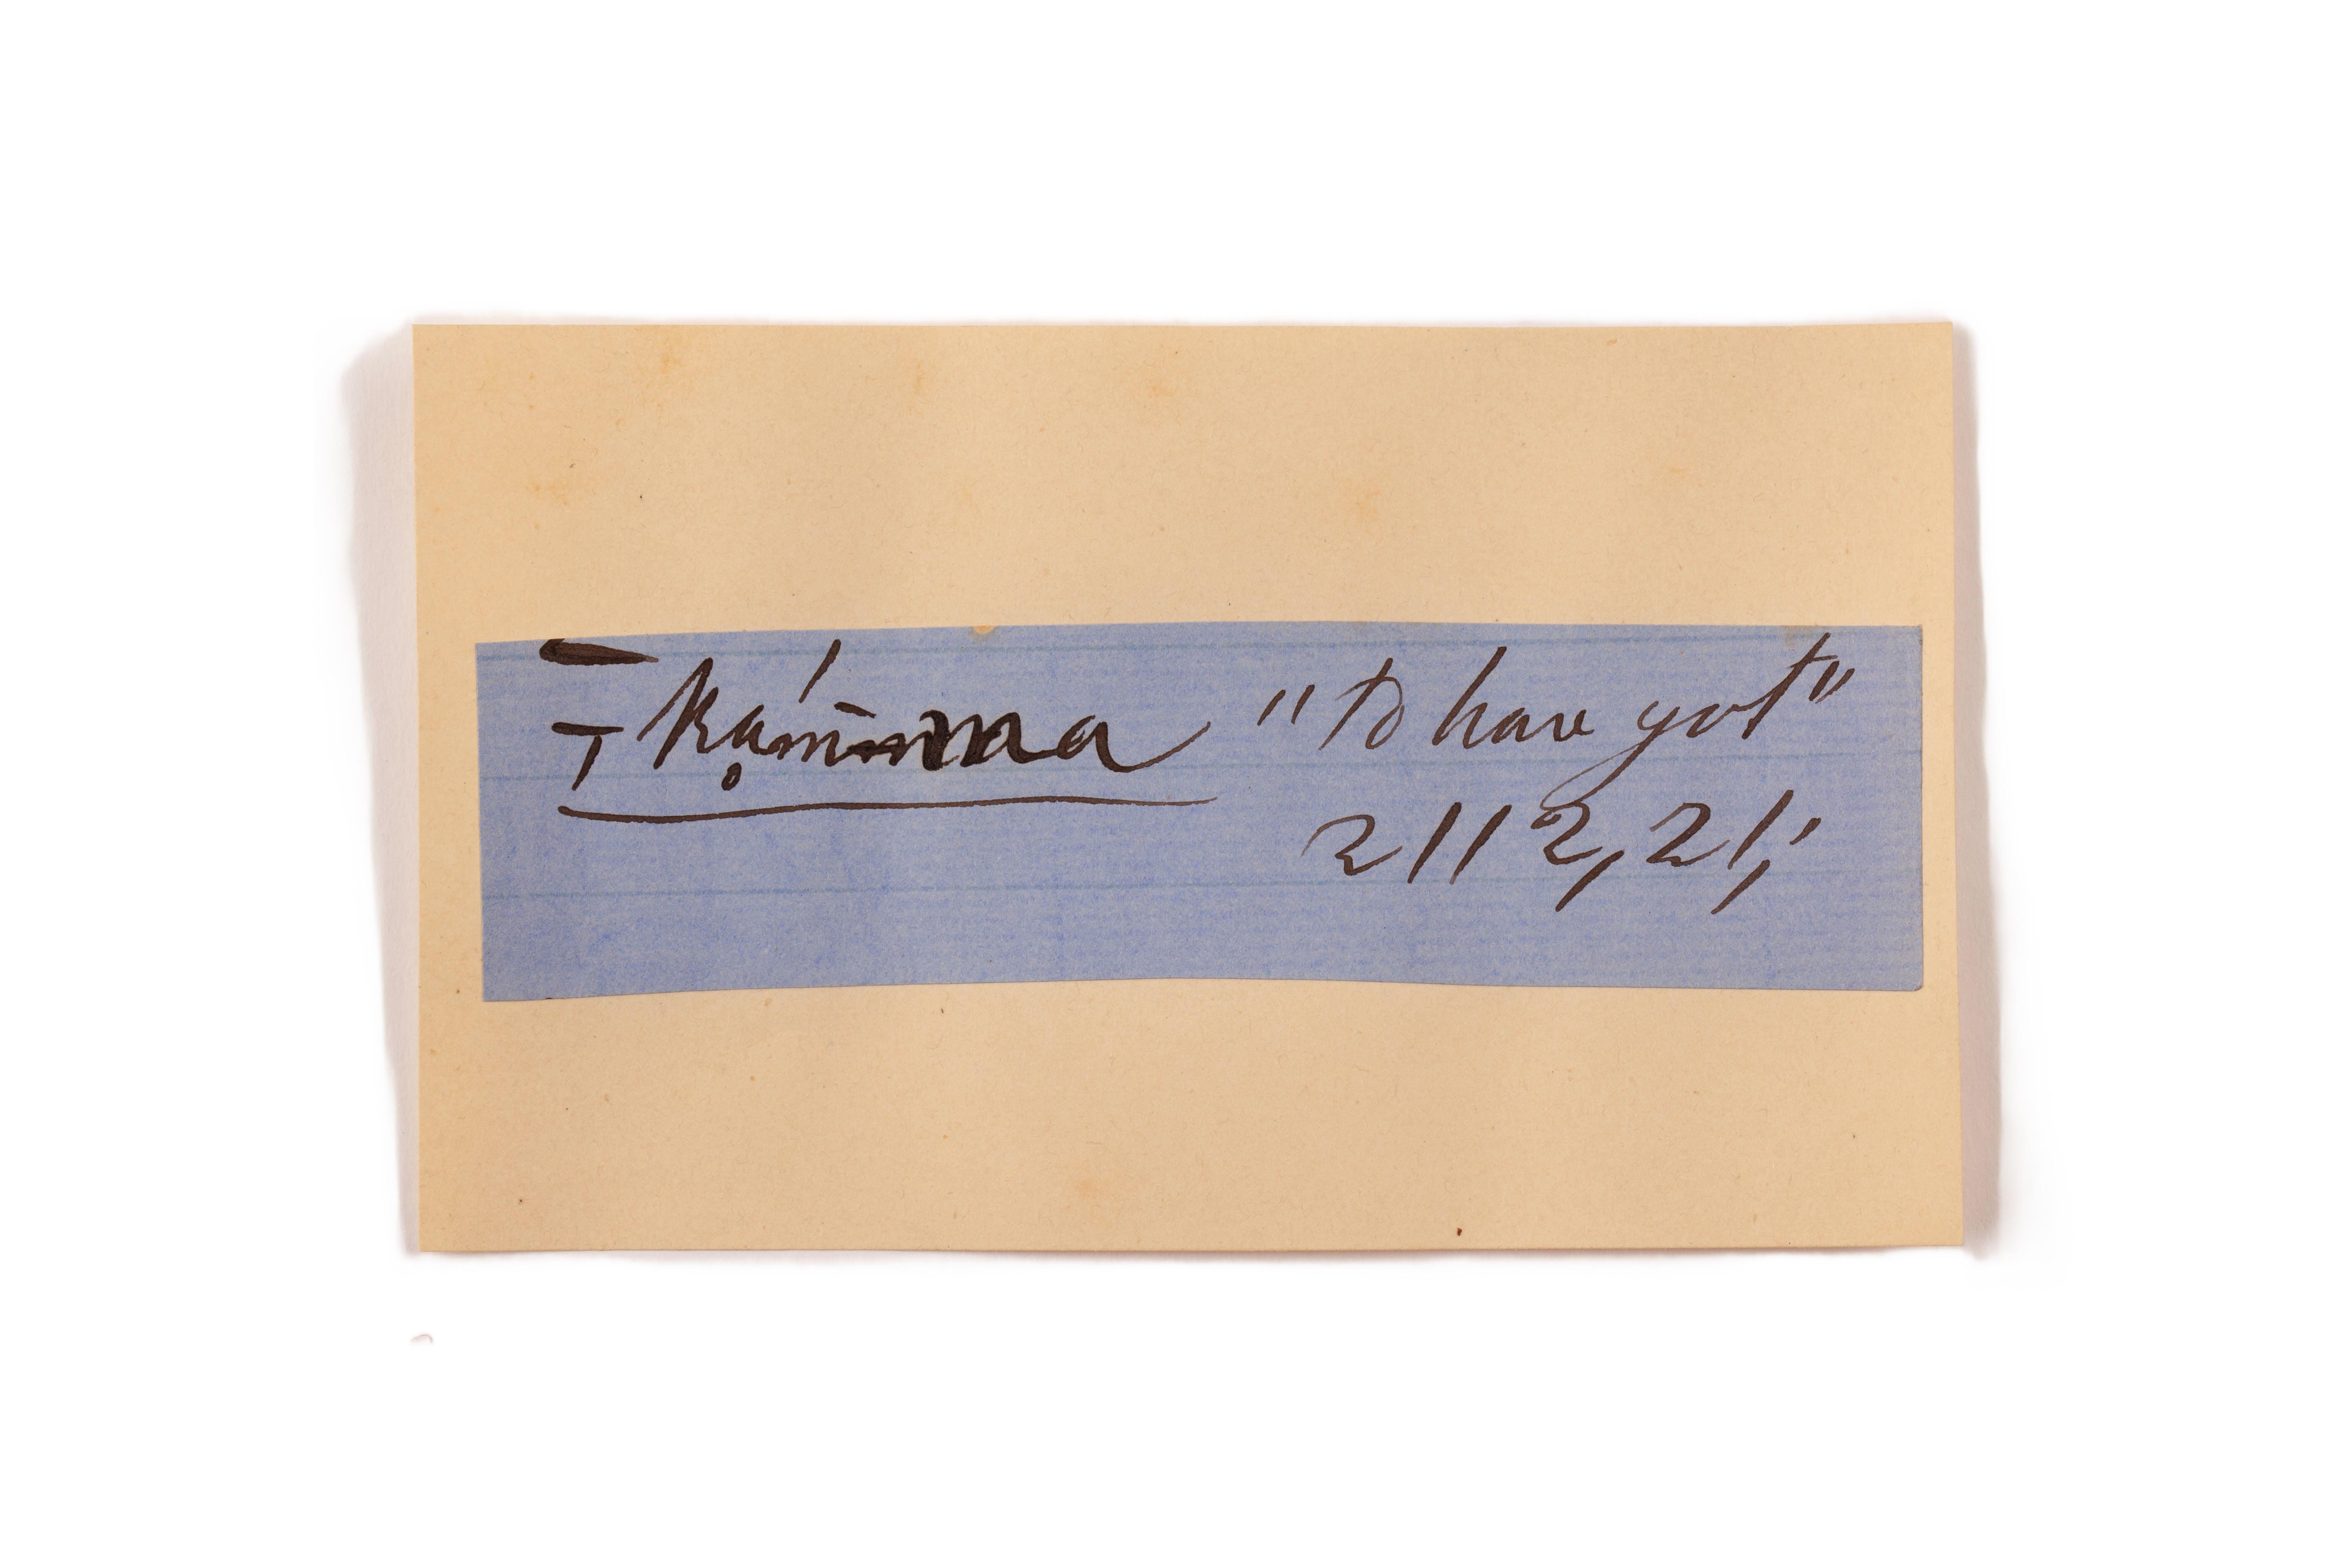 "to have got"
2112, 21,'